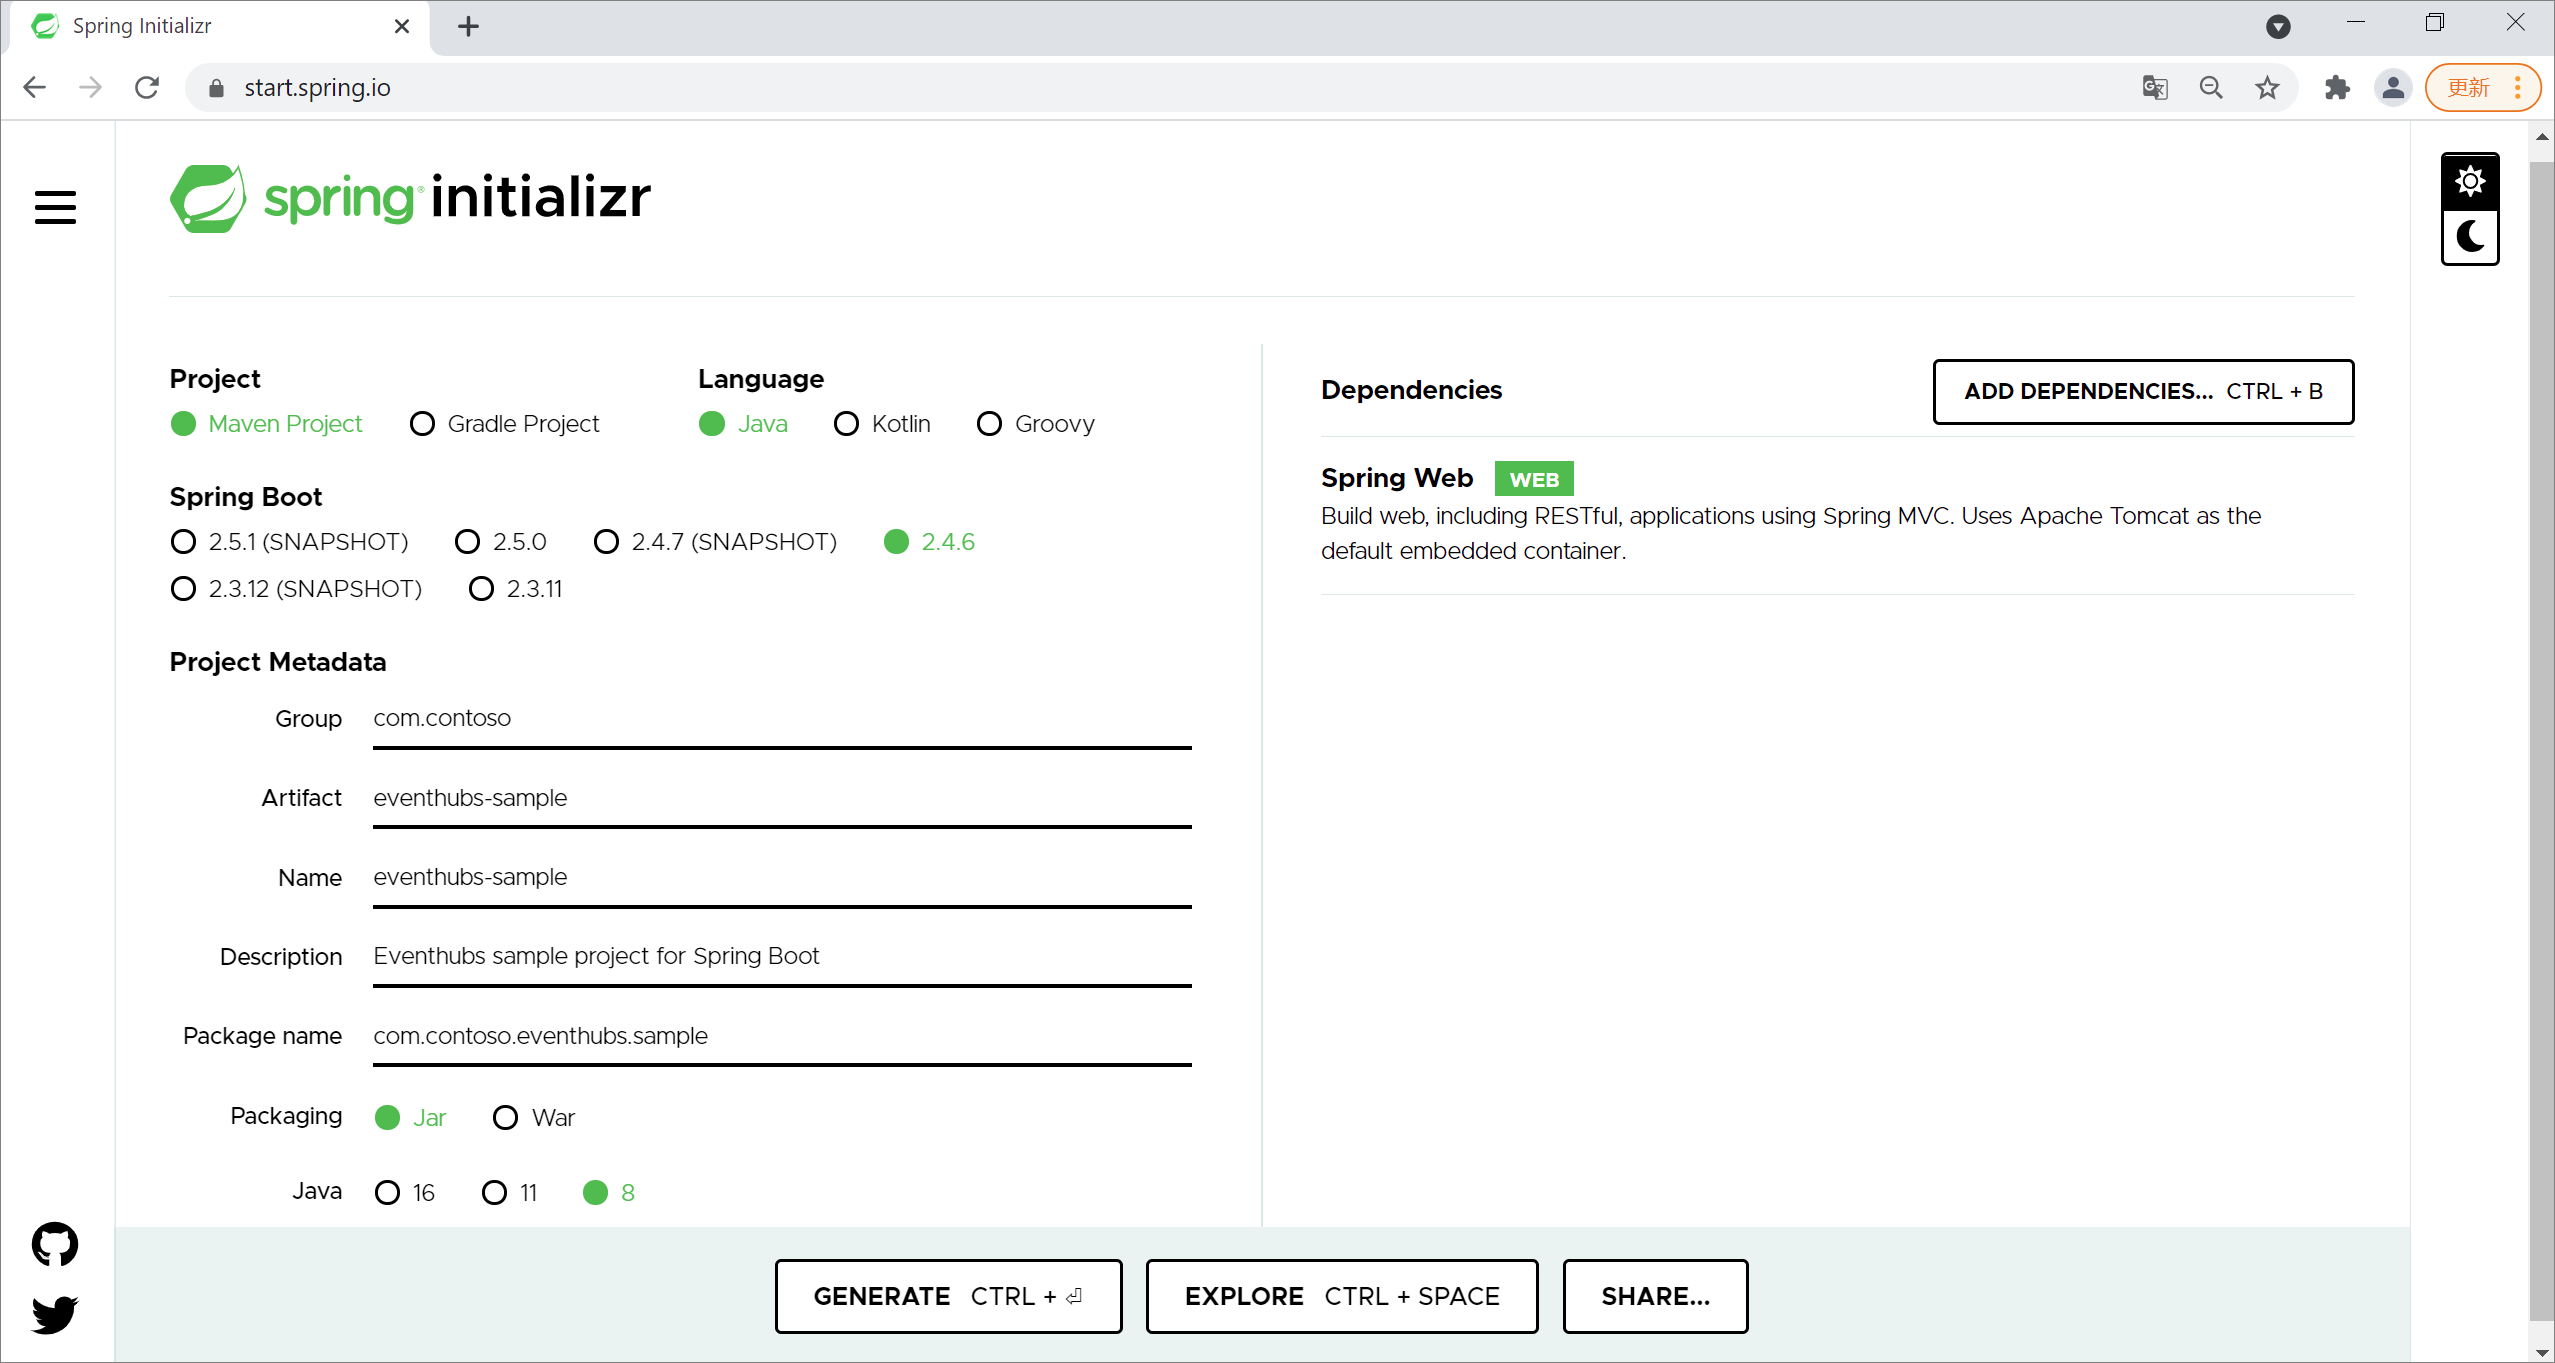 Spring Initializr
start.spring.io
更新
spring initializr
Project
Maven Project Gradle Project
Language
Java Kotlin Groovy
Spring Boot
2.5.1 (SNAPSHOT) 2.5.0 2.4.7 (SNAPSHOT) 2.4.6
2.3.12 (SNAPSHOT) 2.3.11
Project Metadata
Group com.contoso
Artifact eventhubs-sample
Name eventhubs-sample
Description Eventhubs sample project for Spring Boot
Package name com.contoso.eventhubs.sample
Packaging Jar War
Java 16 11 8
Dependencies
ADD DEPENDENCIES... CTRL + B
Spring Web WEB
Build web, including RESTful, applications using Spring MVC. Uses Apache Tomcat as the
default embedded container.
GENERATE CTRL + ⏎
EXPLORE CTRL + SPACE
SHARE...